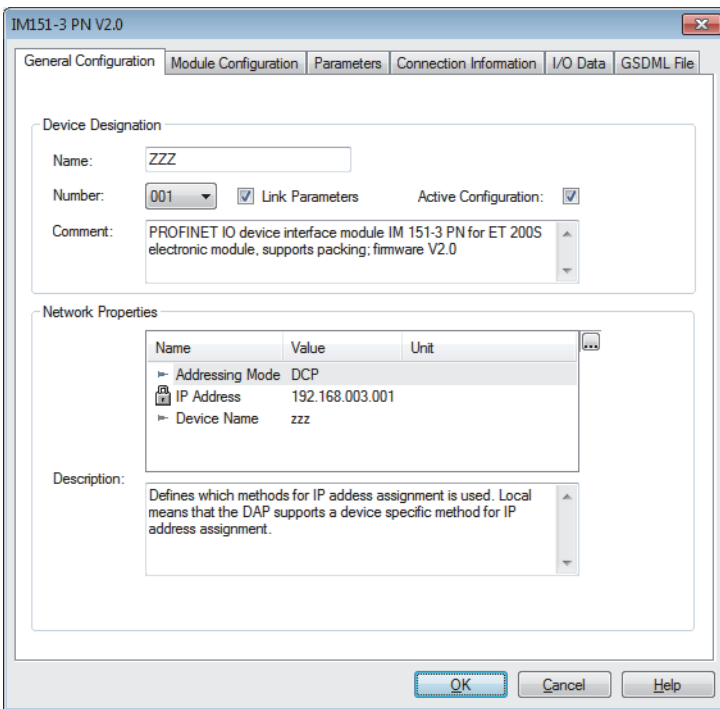 IM151-3 PN V2.0
General Configuration Module Configuration Parameters Connection Information I/O Data GSDML File
Device Designation
Name: ZZZ
Number: 001 Link Parameters Active Configuration:
Comment: PROFINET IO device interface module IM 151-3 PN for ET 200S
electronic module, supports packing; firmware V2.0
Network Properties
Name Value Unit
Addressing Mode DCP
IP Address 192.168.003.001
Device Name zzz
...
Description:
Defines which methods for IP addess assignment is used. Local
means that the DAP supports a device specific method for IP
address assignment.
OK Cancel Help